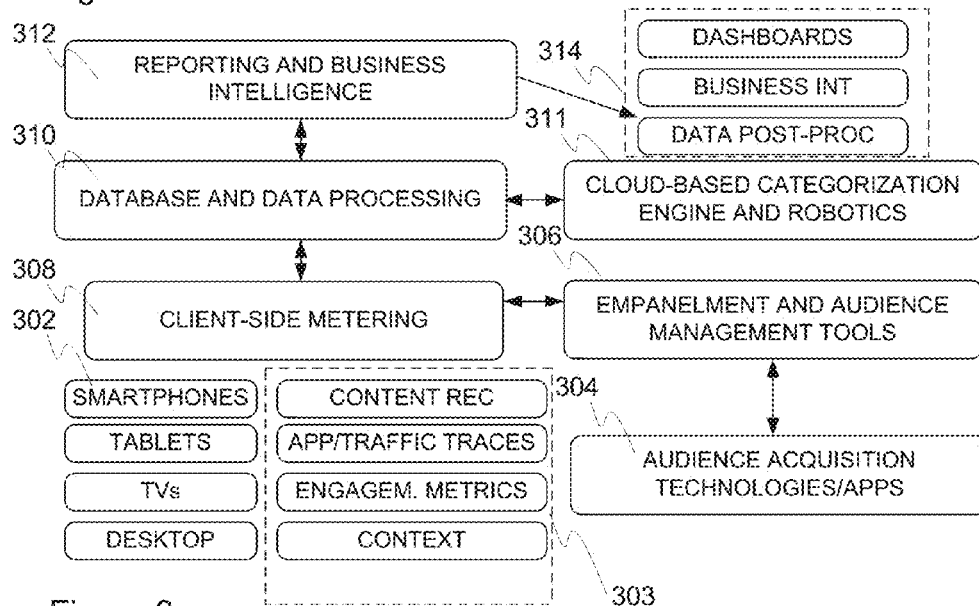 312
REPORTING AND BUSINESS
INTELLIGENCE
314
DASHBOARDS
BUSINESS INT
DATA POST-PROC
310
DATABASE AND DATA PROCESSING
311
CLOUD-BASED CATEGORIZATION
ENGINE AND ROBOTICS
308
CLIENT-SIDE METERING
306
EMPANELMENT AND AUDIENCE
MANAGEMENT TOOLS
302
SMARTPHONES
TABLETS
TVs
DESKTOP
CONTENT REC
APP/TRAFFIC TRACES
ENGAGEM. METRICS
CONTEXT
303
304
AUDIENCE ACQUISITION
TECHNOLOGIES/APPS